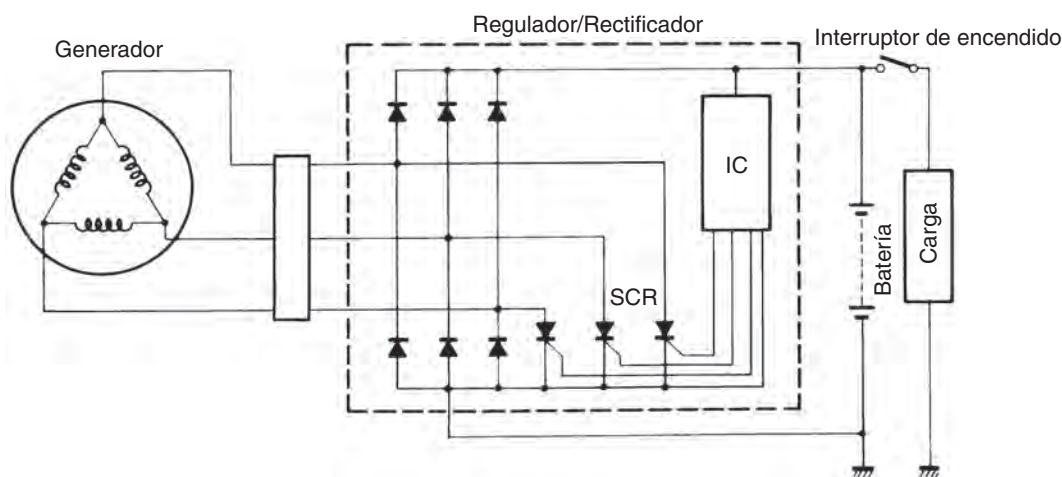 Regulador/Rectificador
Generador
Interruptor de encendido
IC
SCR
Batería
Carga